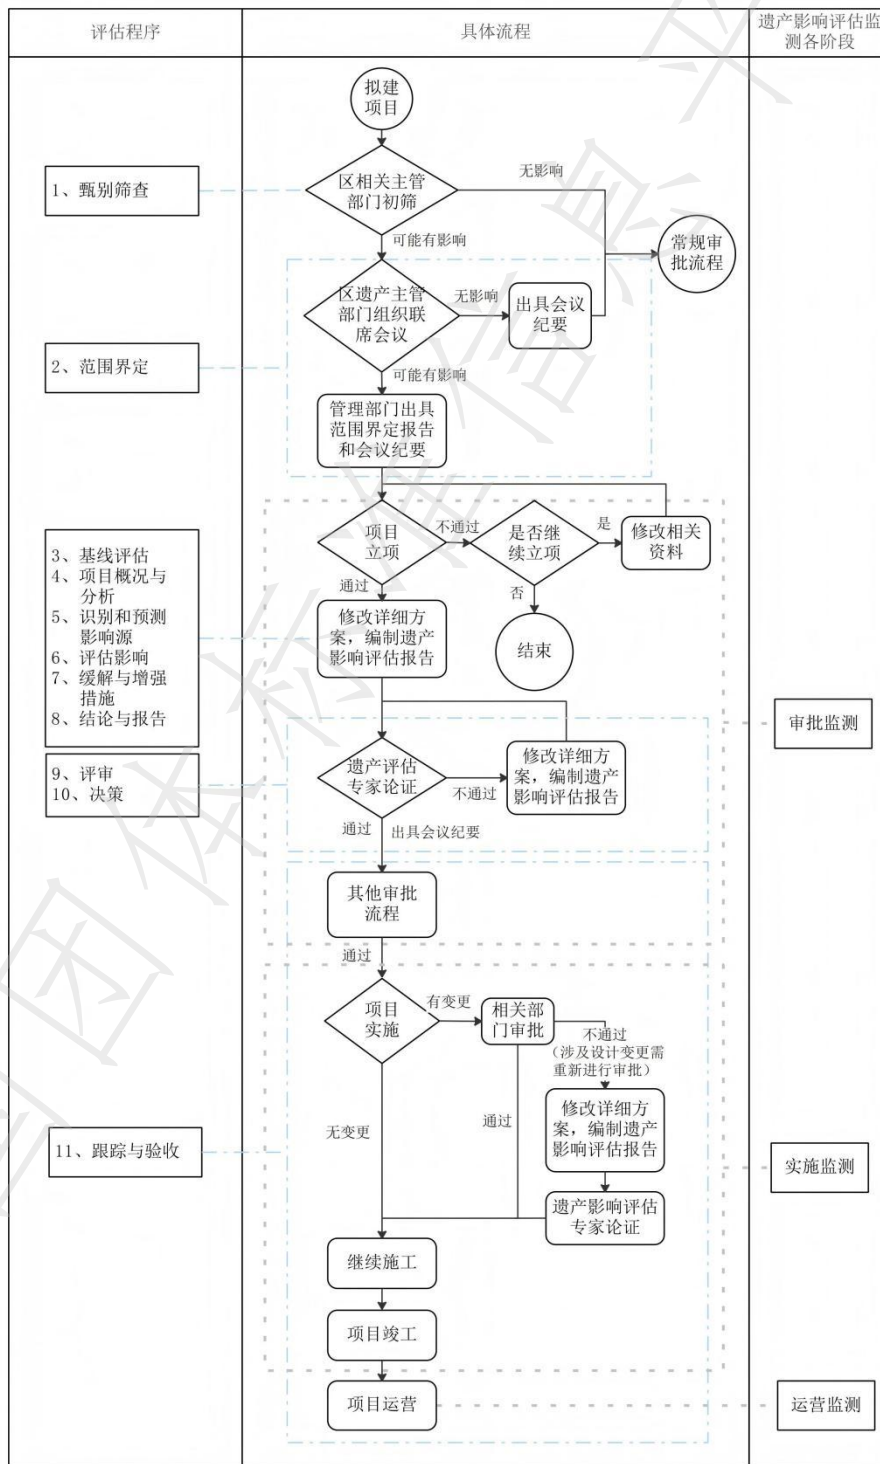 评估程序
具体流程
遗产影响评估监
测各阶段
拟建
项目
1、甄别筛查
区相关主管
部门初筛
无影响
可能有影响
常规审
批流程
区遗产主管
部门组织联
席会议
无影响
出具会议
纪要
2、范围界定
可能有影响
管理部门出具
范围界定报告
和会议纪要
项目
立项
不通过
是否继
续立项
是
修改相关
资料
通过
否
结束
3、基线评估
4、项目概况与
分析
5、识别和预测
影响源
6、评估影响
7、缓解与增强
措施
8、结论与报告
修改详细方
案，编制遗产
影响评估报告
审批监测
9、评审
10、决策
遗产评估
专家论证
不通过
修改详细方
案，编制遗产
影响评估报告
通过
出具会议纪要
其他审批
流程
通过
项目
实施
有变更
相关部
门审批
不通过
（涉及设计变更需
重新进行审批）
无变更
通过
修改详细方
案，编制遗产
影响评估报告
11、跟踪与验收
实施监测
遗产影响评估
专家论证
继续施工
项目竣工
项目运营
运营监测
国团体标准信息平